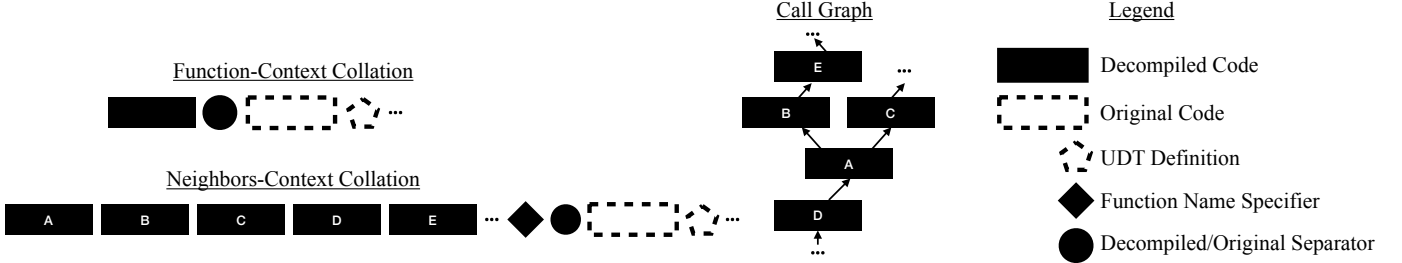 Function-Context Collation
...
Neighbors-Context Collation
A B C D E ... ...
Call Graph
...
E
...
B C
A
D
...
Legend
Decompiled Code
Original Code
UDT Definition
Function Name Specifier
Decompiled/Original Separator